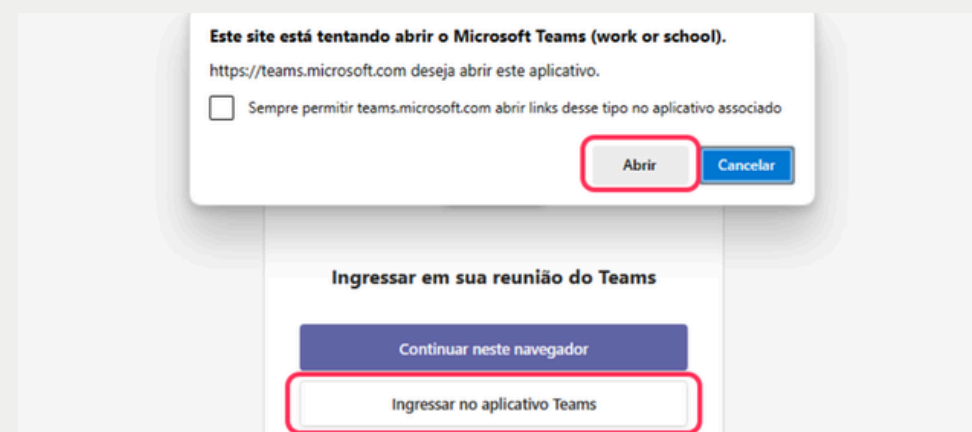 Este site está tentando abrir o Microsoft Teams (work or school).
https://teams.microsoft.com deseja abrir este aplicativo.
Sempre permitir teams.microsoft.com abrir links desse tipo no aplicativo associado
Abrir
Cancelar
Ingressar em sua reunião do Teams
Continuar neste navegador
Ingressar no aplicativo Teams